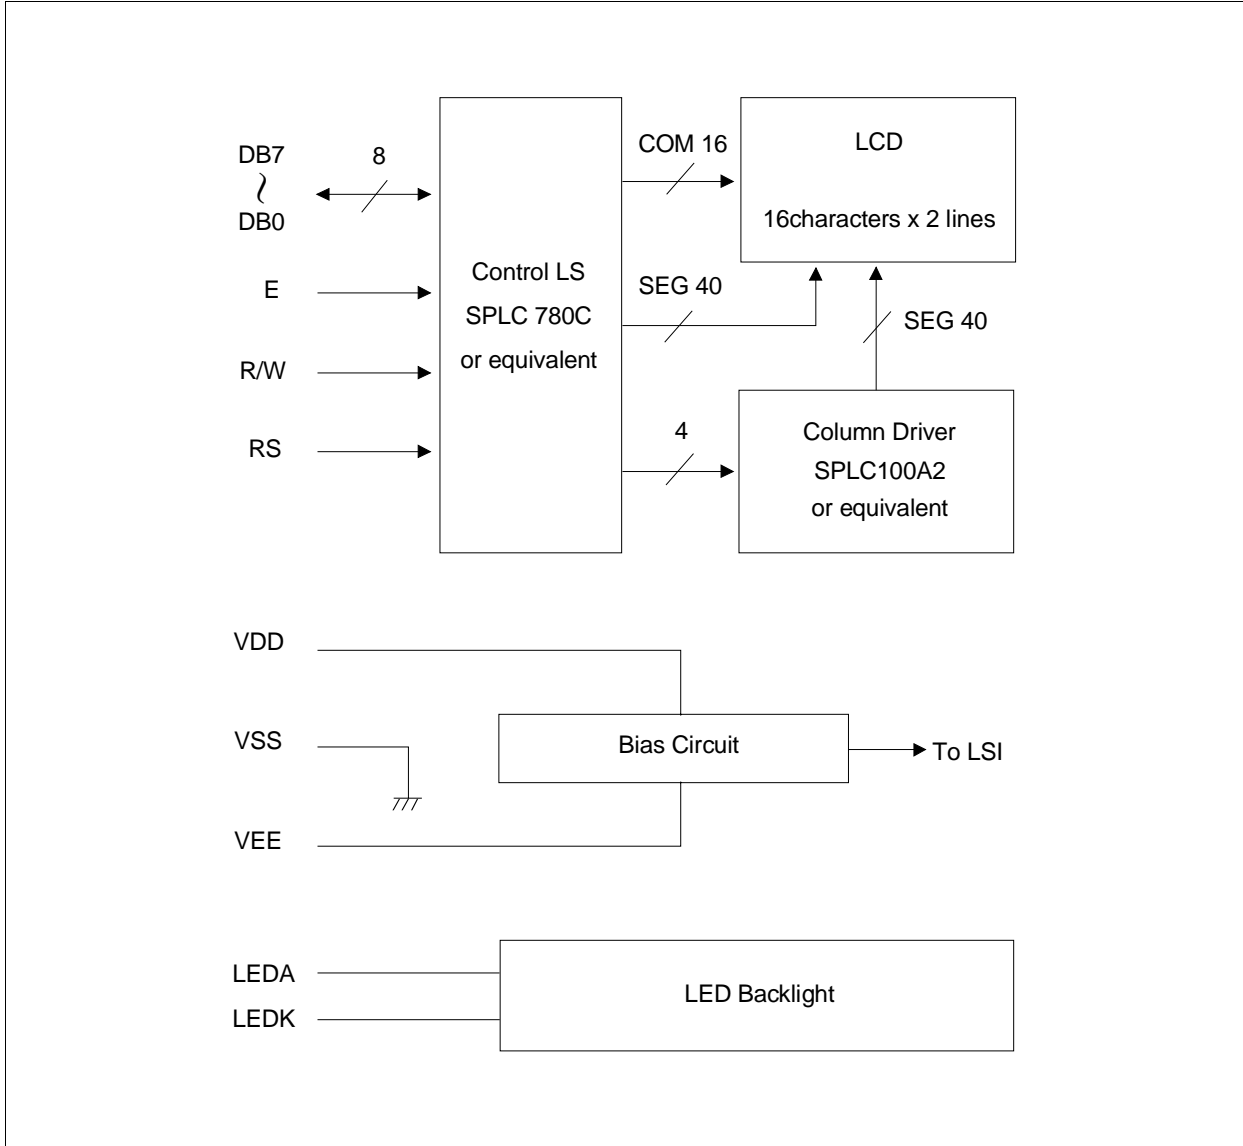 DB7
DB0
8
E
R/W
RS
Control LS
SPLC 780C
or equivalent
COM 16
SEG 40
4
LCD
16characters x 2 lines
SEG 40
Column Driver
SPLC100A2
or equivalent
VDD
VSS
VEE
Bias Circuit
To LSI
LEDA
LEDK
LED Backlight